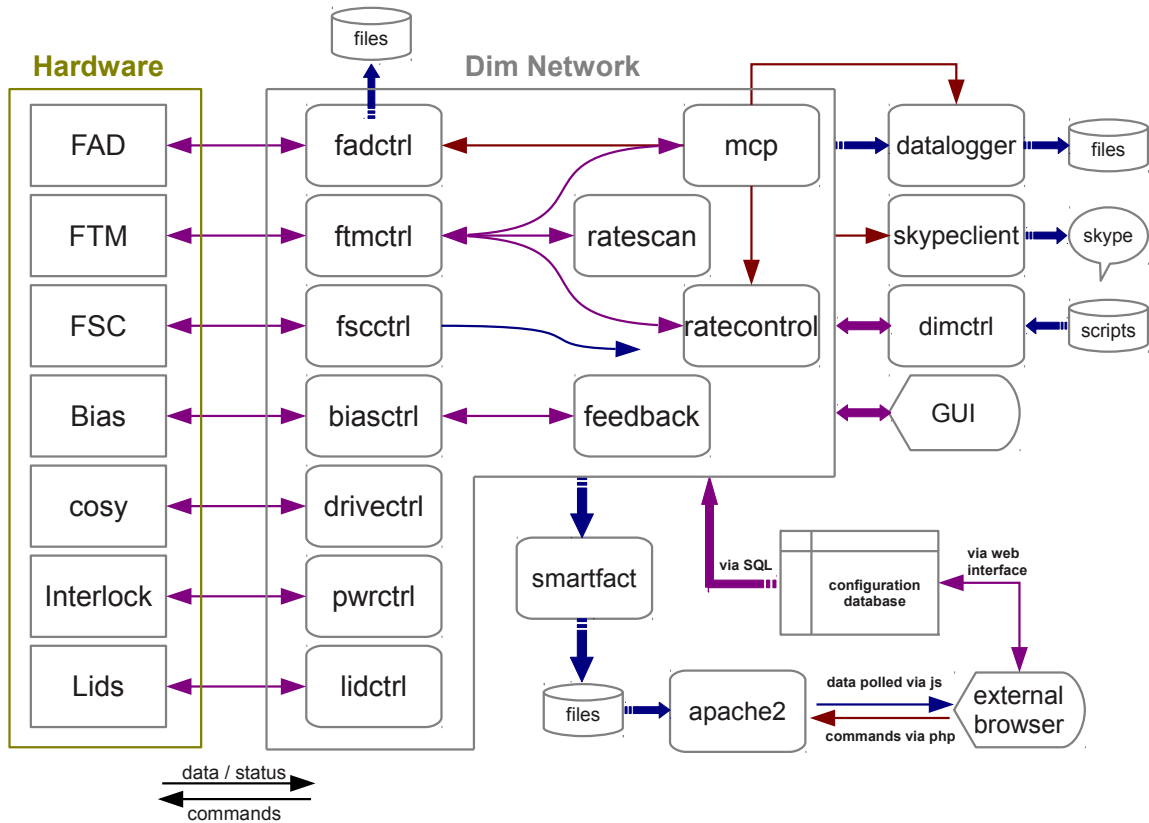 files
Hardware
Dim Network
FAD
fadctrl
mcp
datalogger
files
FTM
ftmctrl
ratescan
skypeclient
skype
FSC
fscctrl
ratecontrol
dimctrl
scripts
Bias
biasctrl
feedback
GUI
cosy
drivectrl
smartfact
via SQL
configuration
database
via web
interface
Interlock
pwrctrl
Lids
lidctrl
files
apache2
data polled via js
commands via php
external
browser
data / status
commands